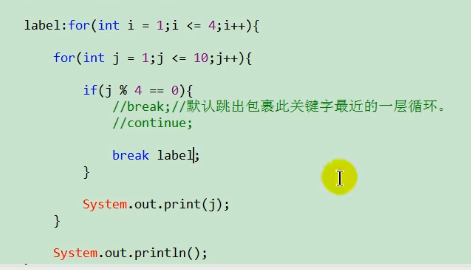 label:for(int i = 1;i <= 4;i++){
for(int j = 1;j <= 10;j++){
if(j % 4 == 0){
//break;//默认跳出包裹此关键字最近的一层循环。
//continue;
break label;
}
System.out.print(j);
}
System.out.println();